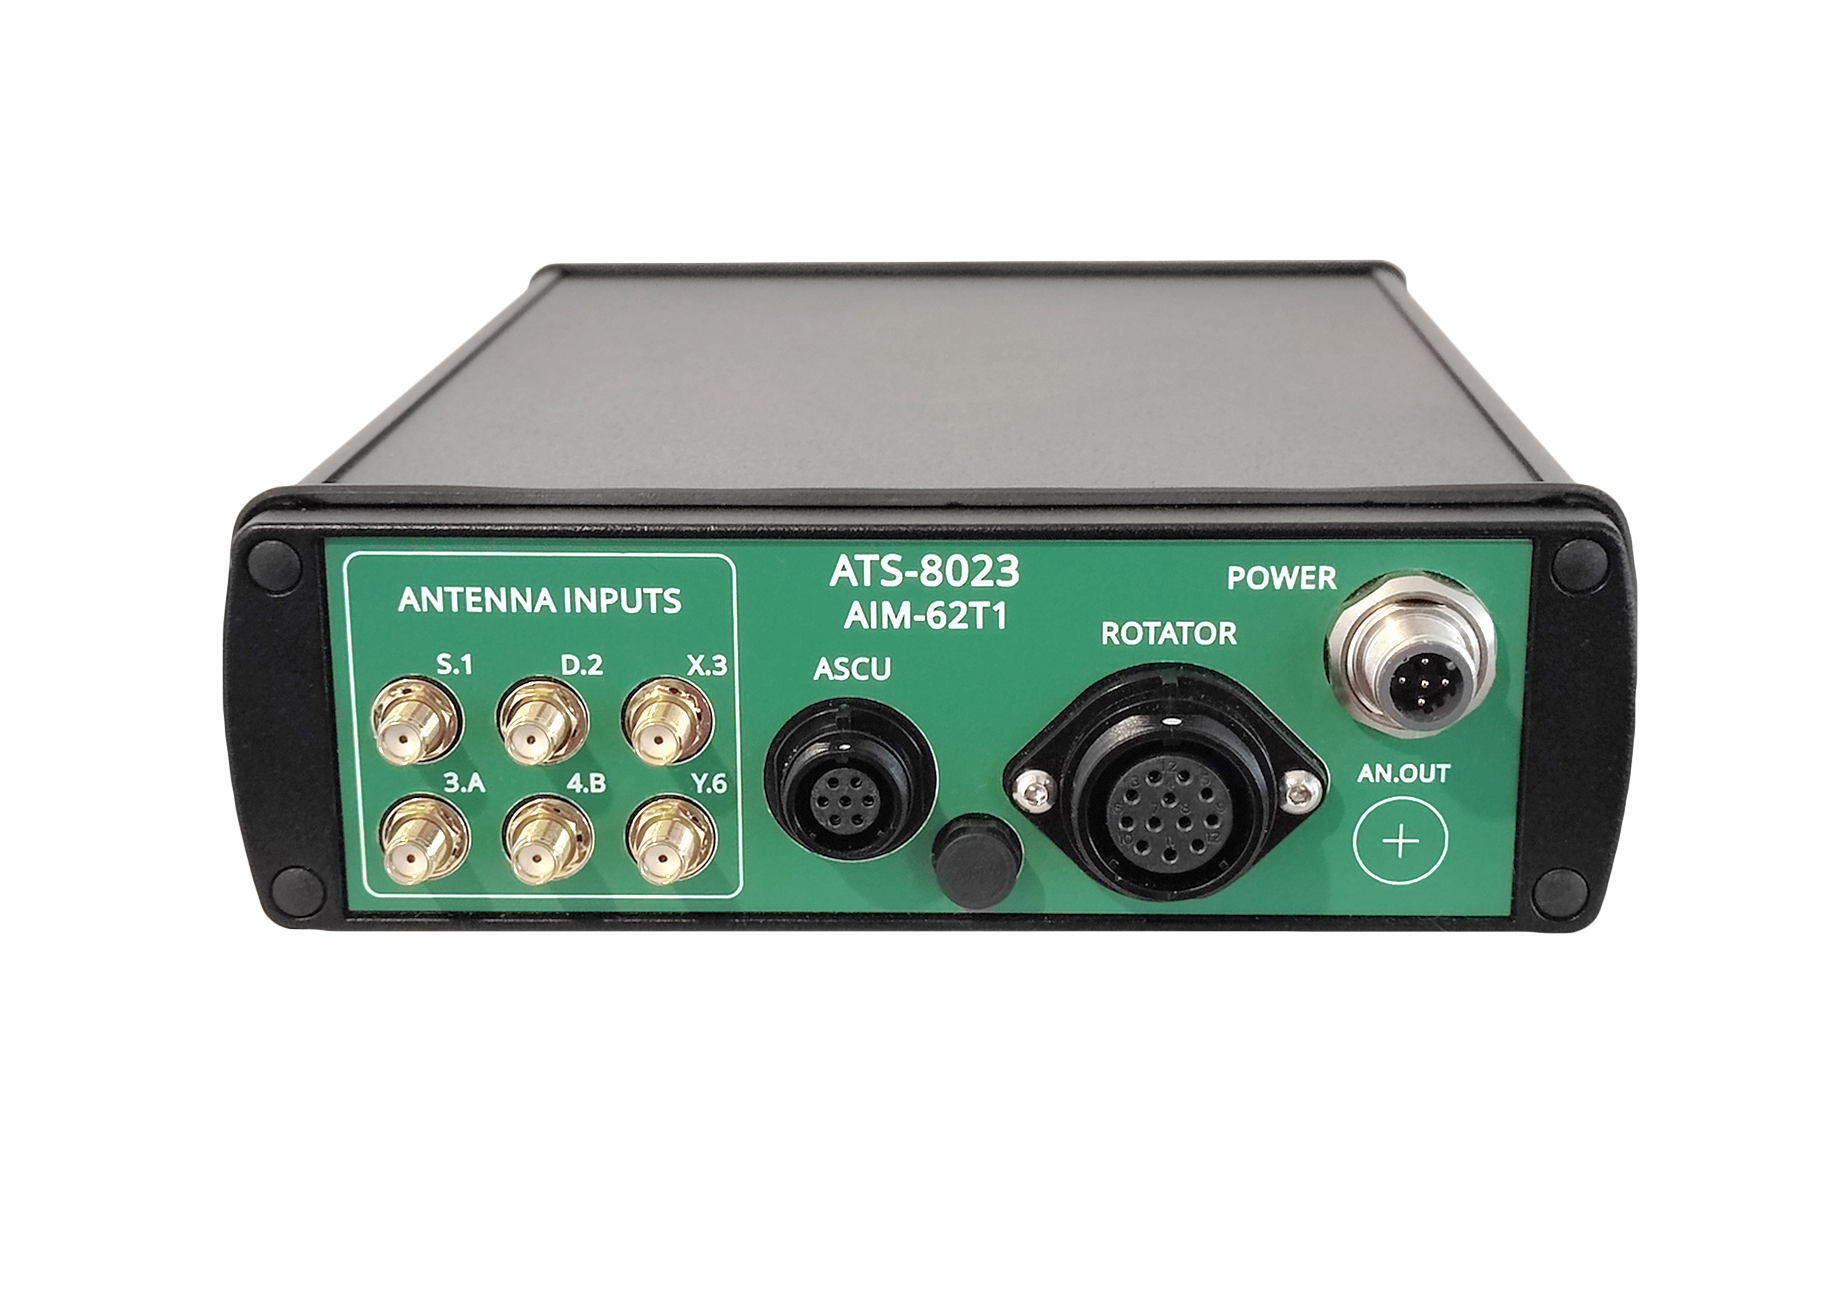 ATS-8023
AIM-62T1
ANTENNA INPUTS
S.1
D.2
X.3
3.A
4.B
Y.6
ASCU
ROTATOR
POWER
AN.OUT